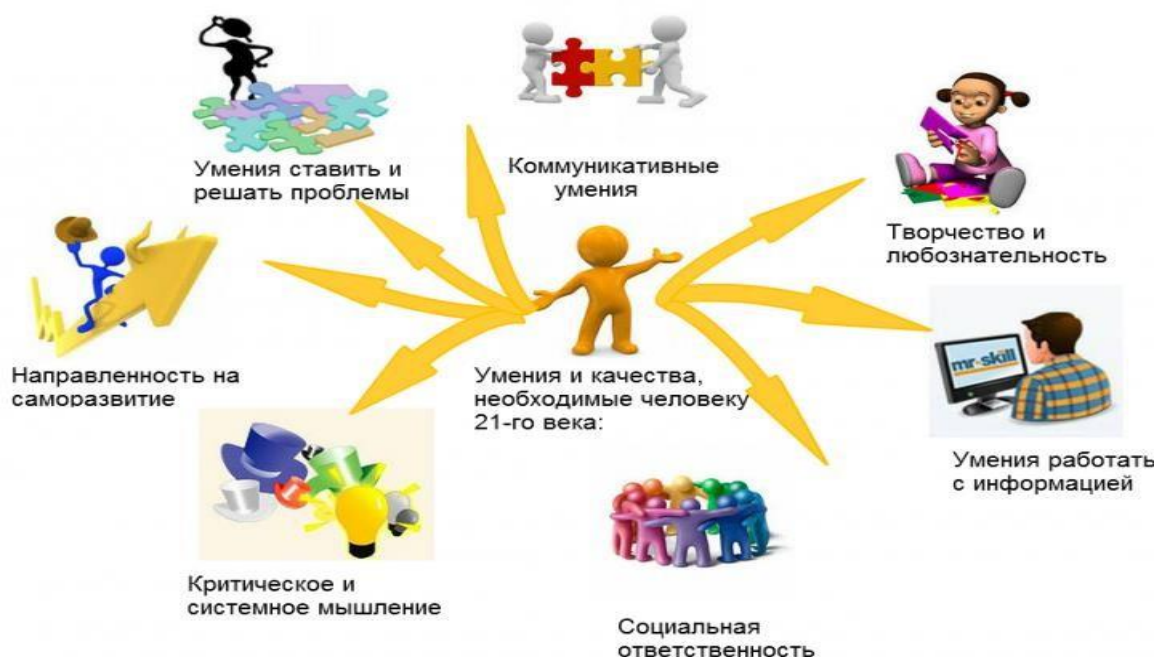 Умения ставить и
решать проблемы
Коммуникативные
умения
Творчество и
любознательность
mr-skill
Направленность на
саморазвитие
Умения и качества,
необходимые человеку
21-го века:
Умения работать
с информацией
Критическое и
системное мышление
Социальная
ответственность